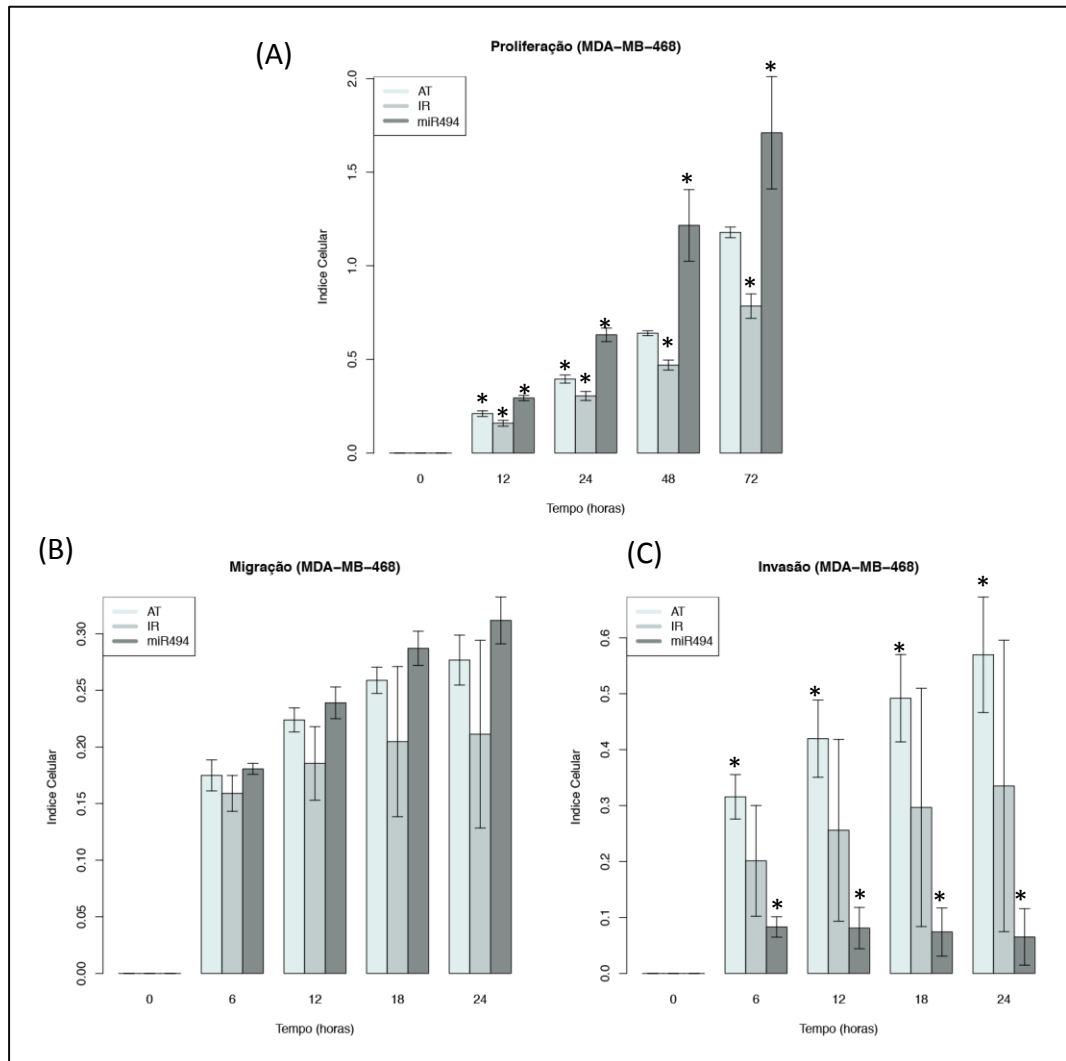 (A)
Proliferação (MDA−MB−468)
AT
IR
miR494
Indice Celular
2.0
1.5
1.0
0.5
0.0
* * *
* * *
* *
* *
0 12 24 48 72
Tempo (horas)
(B)
Migração (MDA−MB−468)
AT
IR
miR494
Indice Celular
0.30
0.25
0.20
0.15
0.10
0.05
0.00
0 6 12 18 24
Tempo (horas)
(C)
Invasão (MDA−MB−468)
AT
IR
miR494
Indice Celular
0.6
0.5
0.4
0.3
0.2
0.1
0.0
* *
* *
* *
* *
0 6 12 18 24
Tempo (horas)